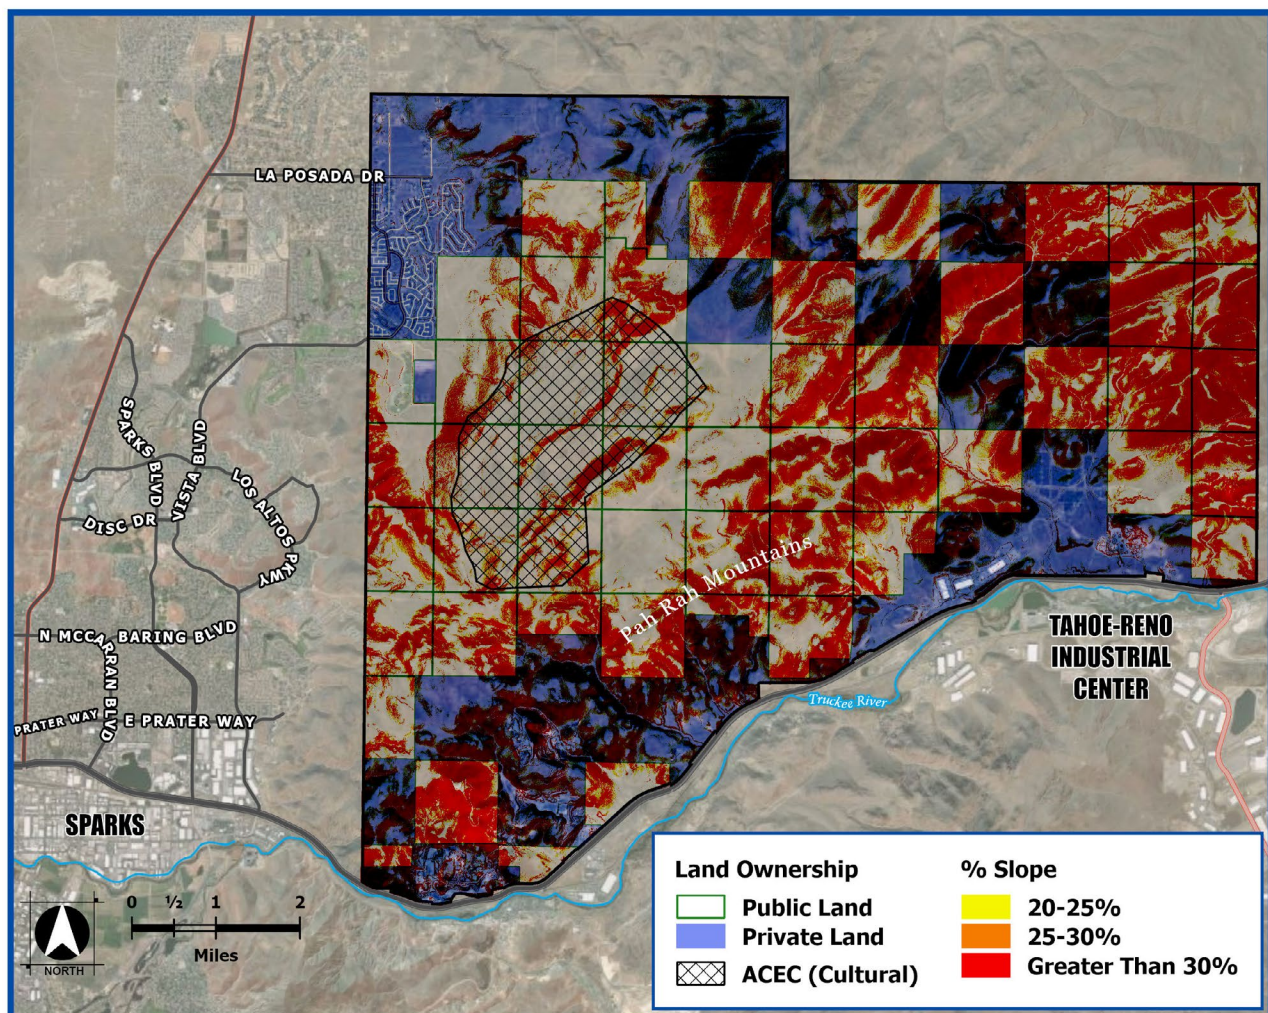 LA POSADA DR
SPARKS BLVD
VISTA BLVD
LOS ALTOS PKWY
DISC DR
Pah Rah Mountains
N MCCARRAN BLVD
BARING BLVD
TAHOE-RENO
INDUSTRIAL
CENTER
PRATER WAY
E PRATER WAY
Truckee River
SPARKS
0 ½ 1 2
Miles
NORTH
Land Ownership
Public Land
Private Land
ACEC (Cultural)
% Slope
20-25%
25-30%
Greater Than 30%